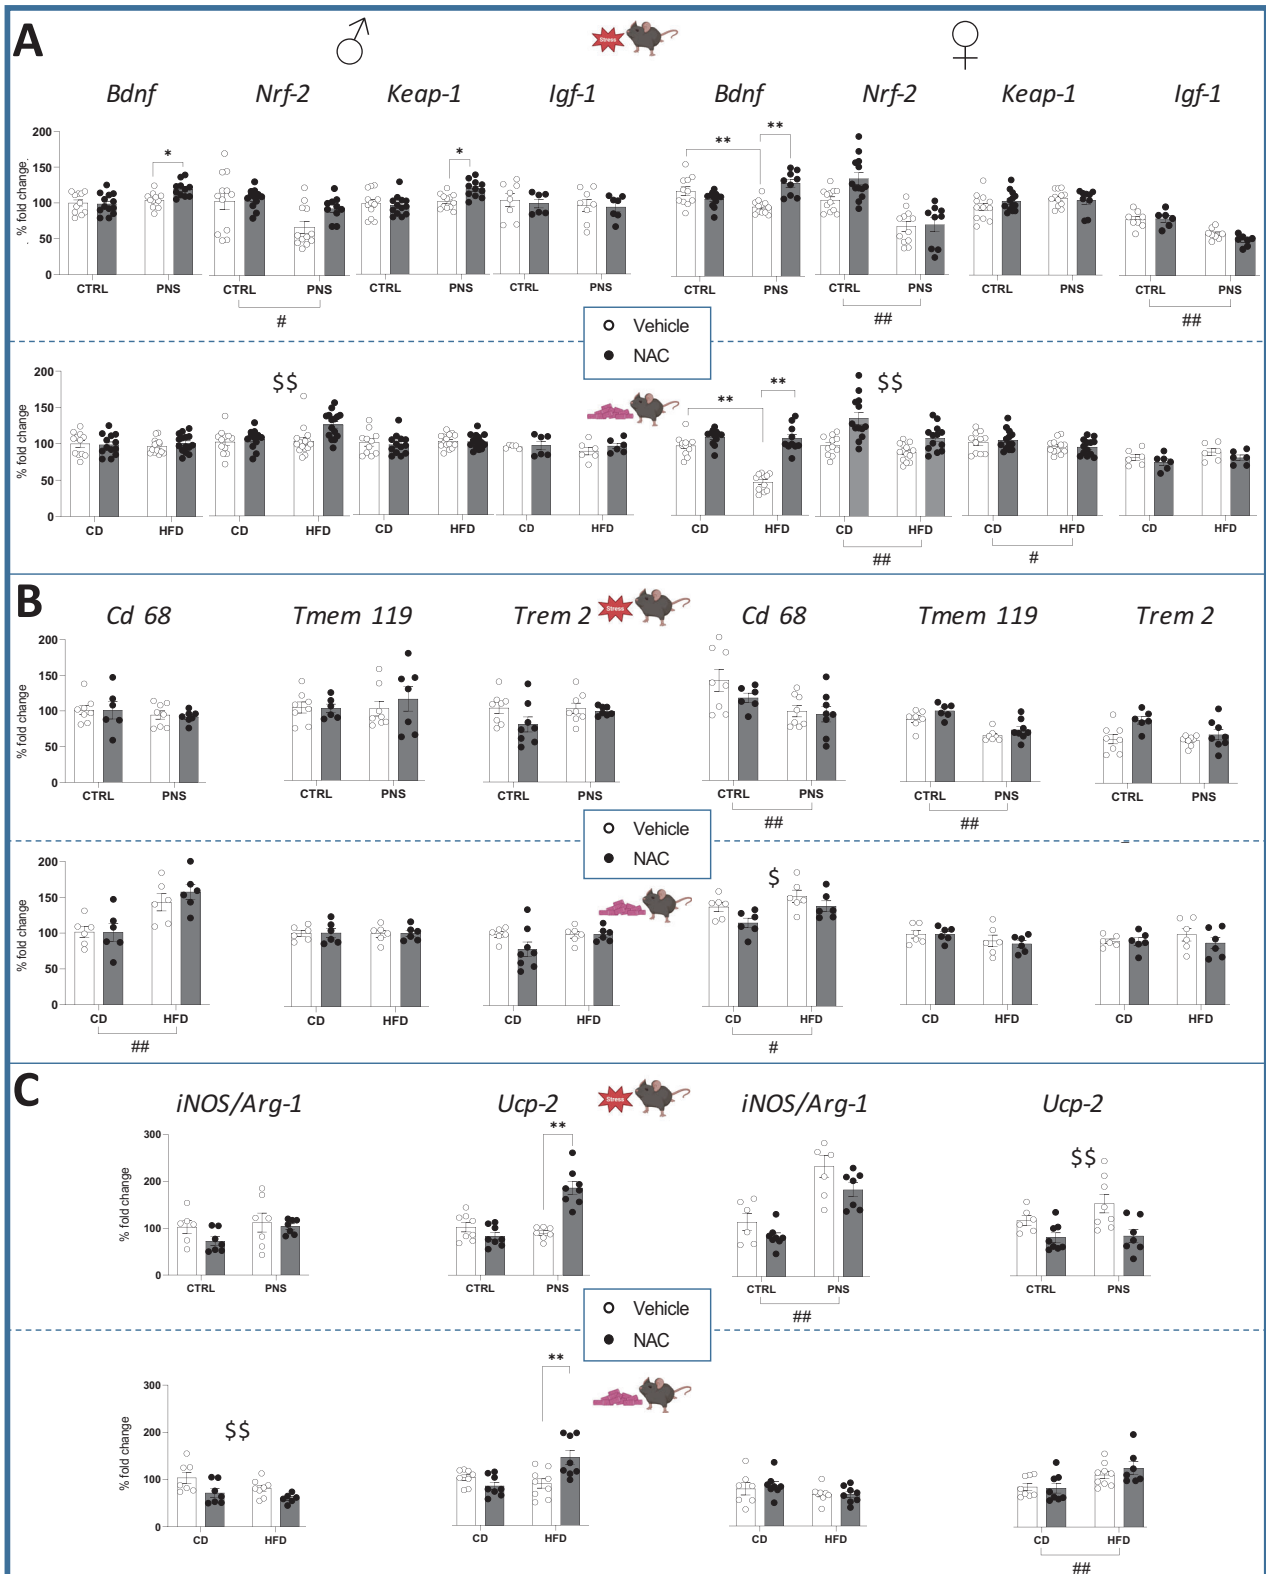 A
♂
Stress
♀
Bdnf Nrf-2 Keap-1 Igf-1 Bdnf Nrf-2 Keap-1 Igf-1
% fold change.
200
150
100
50
0
* * ** **
CTRL PNS CTRL PNS CTRL PNS CTRL PNS CTRL PNS CTRL PNS CTRL PNS CTRL PNS
# ## ##
Vehicle
NAC
% fold change
200
150
100
50
0
$$ ** ** $$
CD HFD CD HFD CD HFD CD HFD CD HFD CD HFD CD HFD CD HFD
## #
B
Stress
Cd 68 Tmem 119 Trem 2 Cd 68 Tmem 119 Trem 2
% fold change
200
150
100
50
0
CTRL PNS CTRL PNS CTRL PNS CTRL PNS CTRL PNS CTRL PNS
## ##
Vehicle
NAC
% fold change
200
150
100
50
0
$
CD HFD CD HFD CD HFD CD HFD CD HFD CD HFD
## #
C
Stress
iNOS/Arg-1 Ucp-2 iNOS/Arg-1 Ucp-2
% fold change
300
200
100
0
** $$
CTRL PNS CTRL PNS CTRL PNS CTRL PNS
##
Vehicle
NAC
% fold change
300
200
100
0
$$ **
CD HFD CD HFD CD HFD CD HFD
##